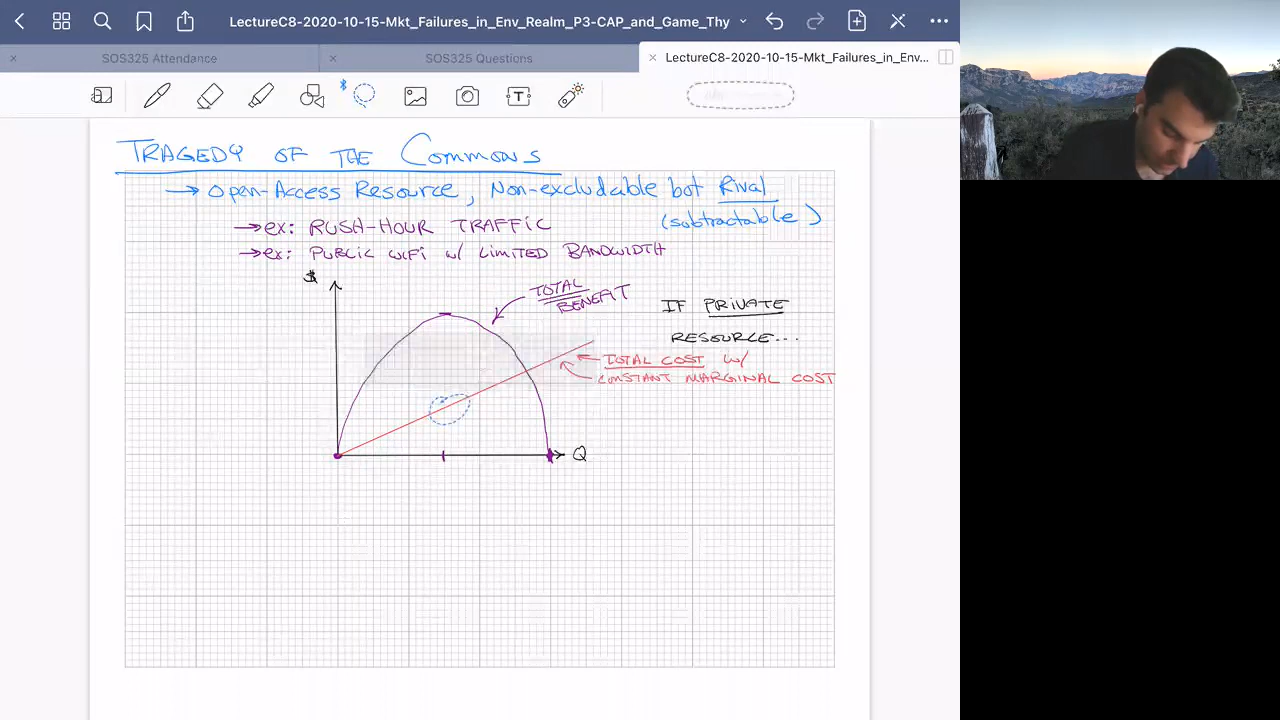 LectureC8-2020-10-15-Mkt_Failures_in_Env_Realm_P3-CAP_and_Game_Thy
SOS325 Attendance
SOS325 Questions
LectureC8-2020-10-15-Mkt_Failures_in_Env...
TRAGEDY OF THE COMMONS
→ OPEN-ACCESS RESOURCE, NON-EXCLUDABLE bot RIVAL
(subtractable)
→ ex: RUSH-HOUR TRAFFIC
→ ex: PUBLIC WIFI w/ LIMITED BANDWIDTH
$
TOTAL
BENEFIT
IF PRIVATE
RESOURCE...
TOTAL COST w/
CONSTANT MARGINAL COST
Q